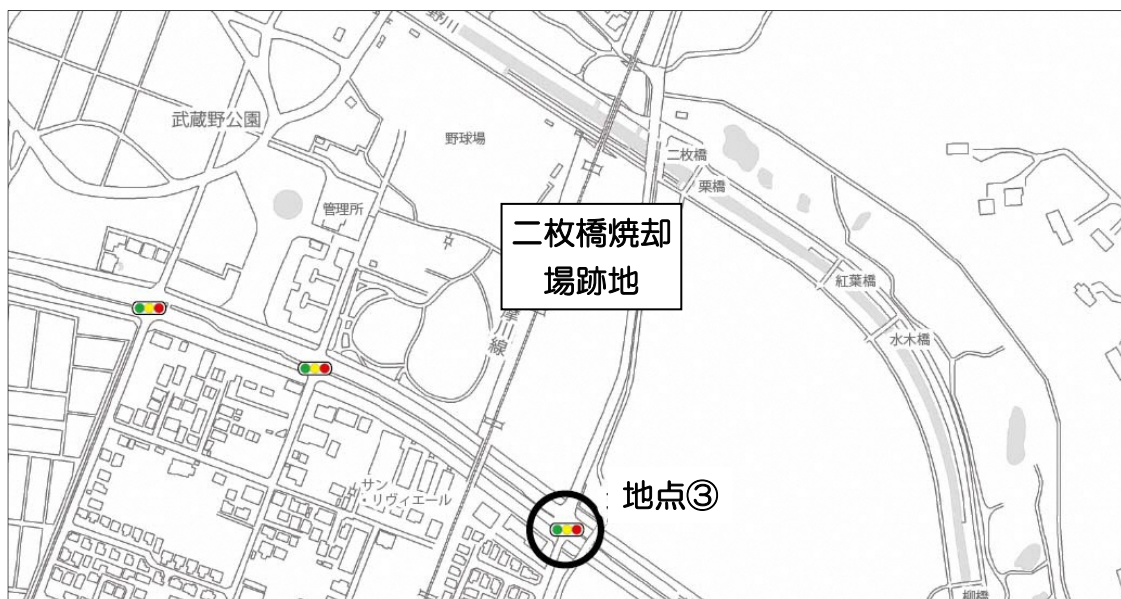 野川
武蔵野公園
野球場
二枚橋
栗橋
管理所
二枚橋焼却
場跡地
紅葉橋
摩川線
水木橋
サン
・リヴィエール
地点③
柳橋